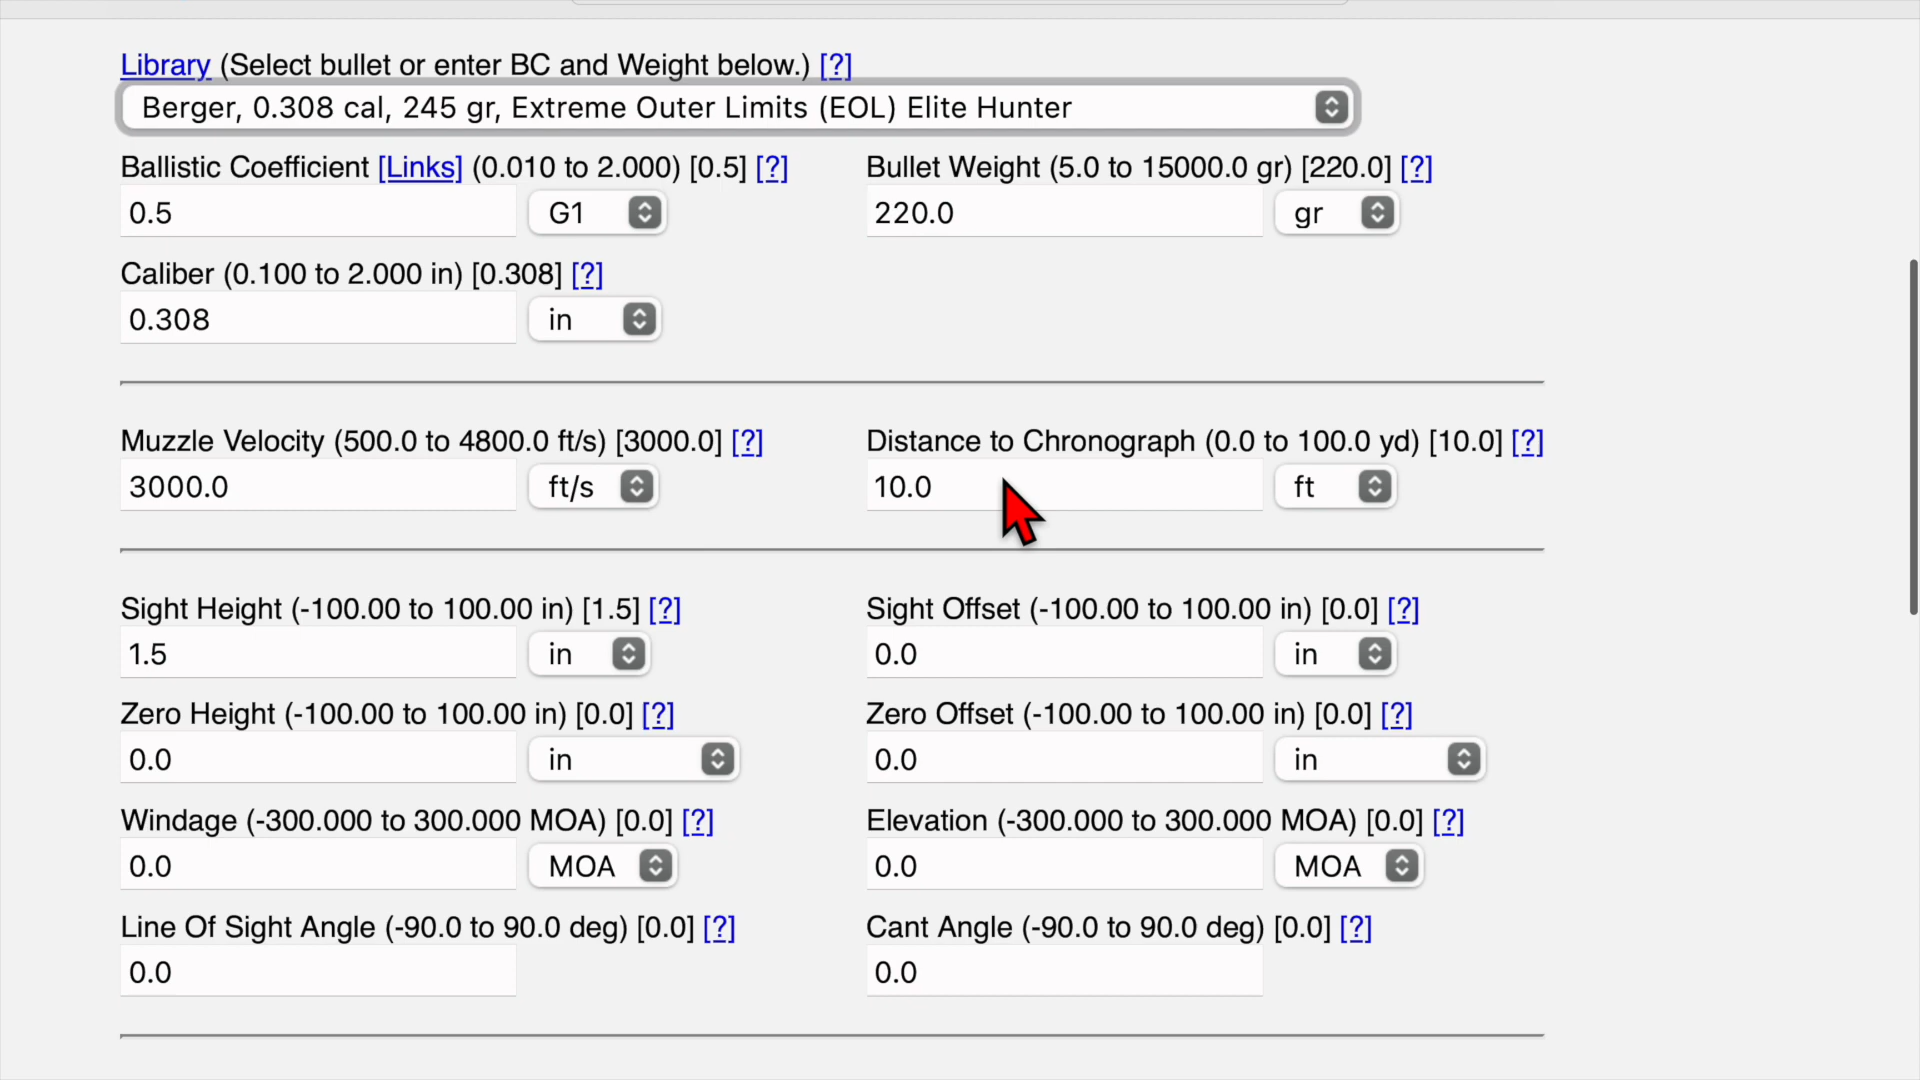 Library (Select bullet or enter BC and Weight below.) [?]
Berger, 0.308 cal, 245 gr, Extreme Outer Limits (EOL) Elite Hunter
Ballistic Coefficient [Links] (0.010 to 2.000) [0.5] [?]
0.5 G1
Bullet Weight (5.0 to 15000.0 gr) [220.0] [?]
220.0 gr
Caliber (0.100 to 2.000 in) [0.308] [?]
0.308 in
Muzzle Velocity (500.0 to 4800.0 ft/s) [3000.0] [?]
3000.0 ft/s
Distance to Chronograph (0.0 to 100.0 yd) [10.0] [?]
10.0 ft
Sight Height (-100.00 to 100.00 in) [1.5] [?]
1.5 in
Sight Offset (-100.00 to 100.00 in) [0.0] [?]
0.0 in
Zero Height (-100.00 to 100.00 in) [0.0] [?]
0.0 in
Zero Offset (-100.00 to 100.00 in) [0.0] [?]
0.0 in
Windage (-300.000 to 300.000 MOA) [0.0] [?]
0.0 MOA
Elevation (-300.000 to 300.000 MOA) [0.0] [?]
0.0 MOA
Line Of Sight Angle (-90.0 to 90.0 deg) [0.0] [?]
0.0
Cant Angle (-90.0 to 90.0 deg) [0.0] [?]
0.0